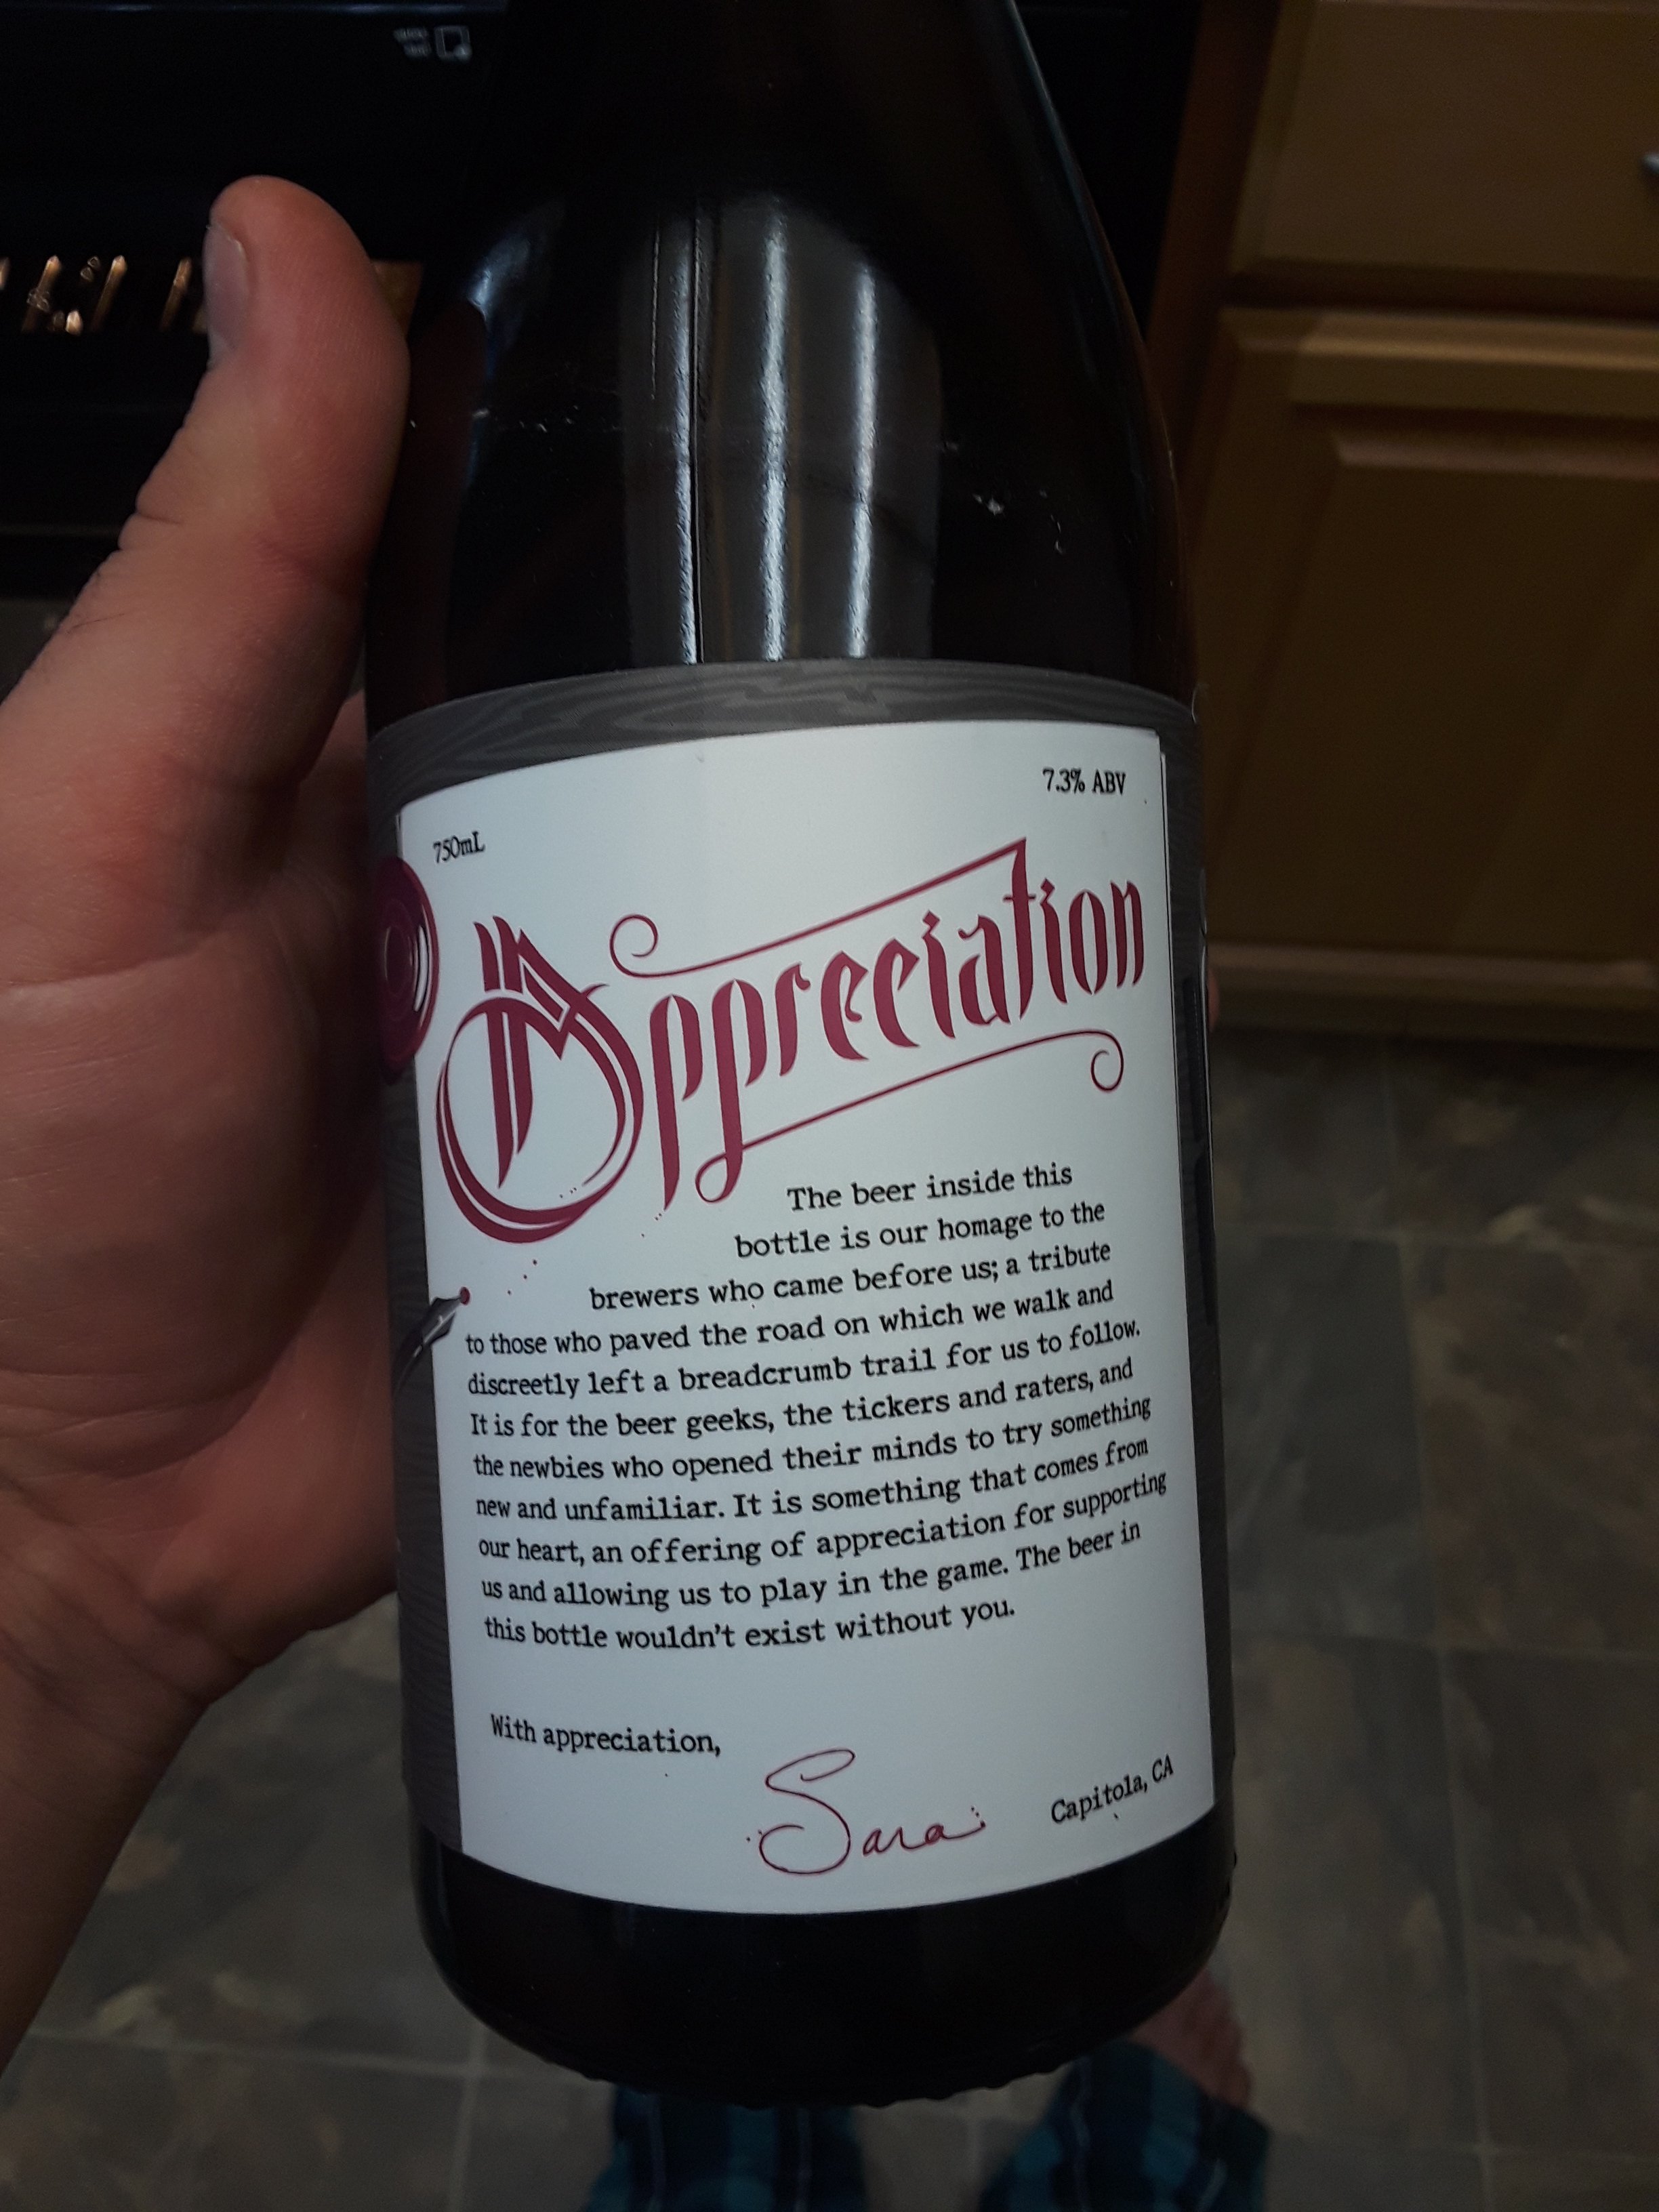 750mL
7.3% ABV
Appreciation
The beer inside this
bottle is our homage to the
brewers who came before us; a tribute
to those who paved the road on which we walk and
discreetly left a breadcrumb trail for us to follow.
It is for the beer geeks, the tickers and raters, and
the newbies who opened their minds to try something
new and unfamiliar. It is something that comes from
our heart, an offering of appreciation for supporting
us and allowing us to play in the game. The beer in
this bottle wouldn't exist without you.
With appreciation,
Sara
Capitola, CA